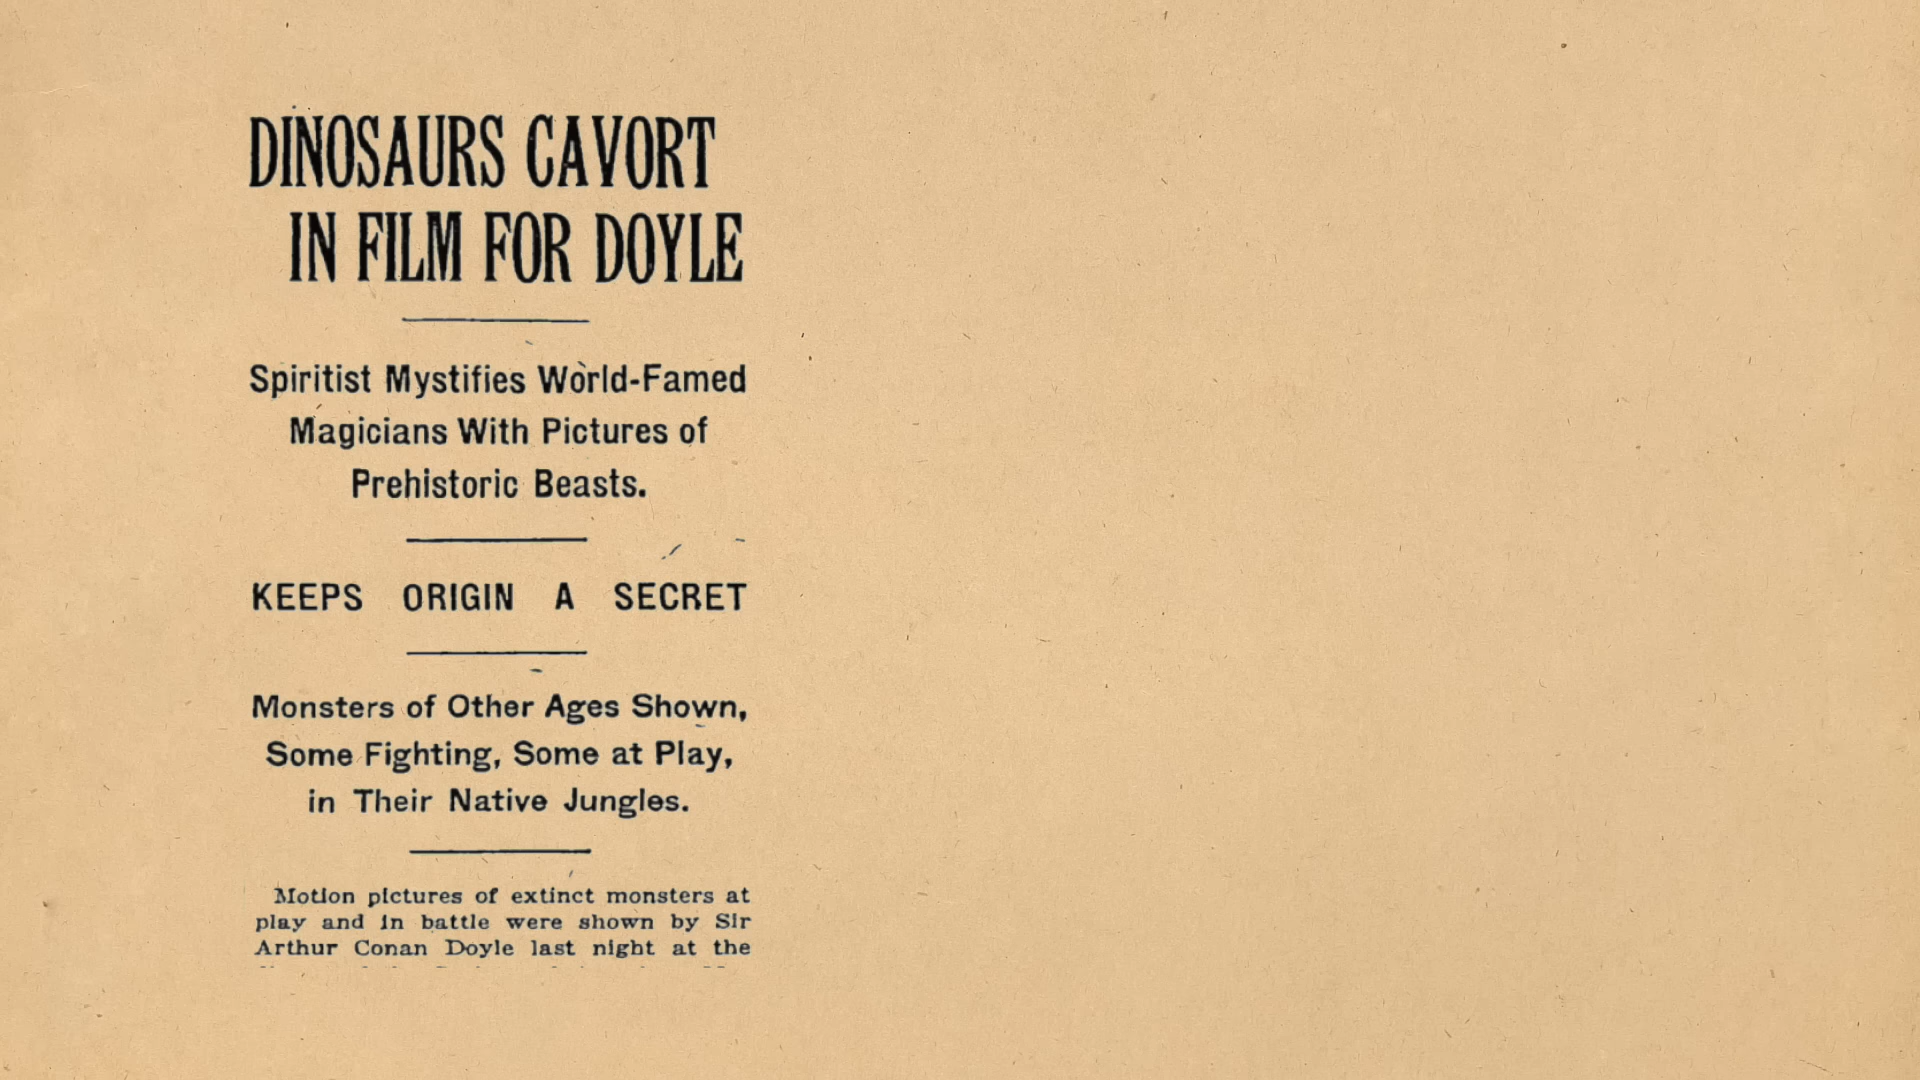 DINOSAURS CAVORT
IN FILM FOR DOYLE
Spiritist Mystifies World-Famed
Magicians With Pictures of
Prehistoric Beasts.
KEEPS ORIGIN A SECRET
Monsters of Other Ages Shown,
Some Fighting, Some at Play,
in Their Native Jungles.
Motion pictures of extinct monsters at
play and in battle were shown by Sir
Arthur Conan Doyle last night at the